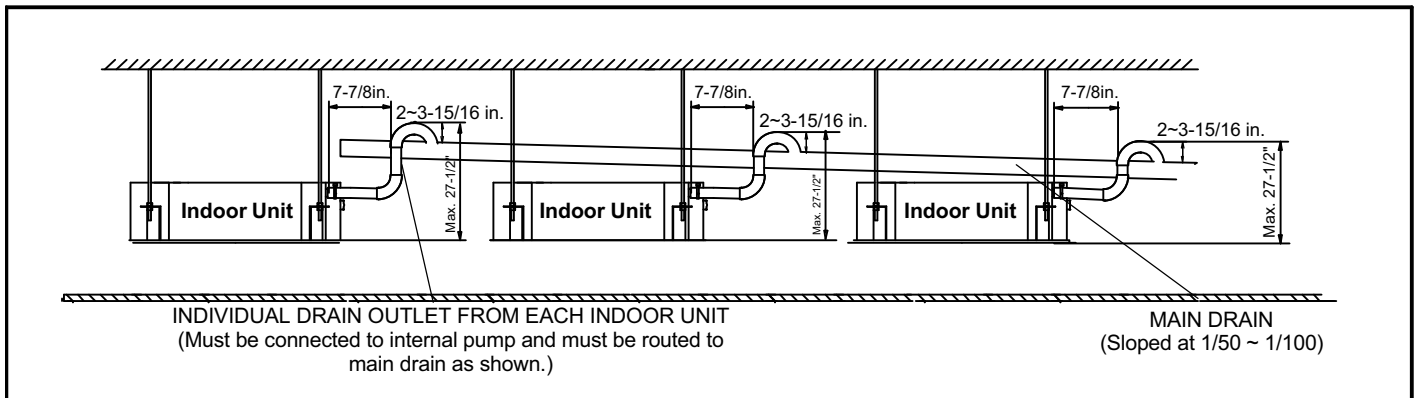 7-7/8in.
2~3-15/16 in.
Max. 27-1/2"
Indoor Unit
7-7/8in.
2~3-15/16 in.
Max. 27-1/2"
Indoor Unit
7-7/8in.
2~3-15/16 in.
Max. 27-1/2"
Indoor Unit
INDIVIDUAL DRAIN OUTLET FROM EACH INDOOR UNIT
(Must be connected to internal pump and must be routed to
main drain as shown.)
MAIN DRAIN
(Sloped at 1/50 ~ 1/100)